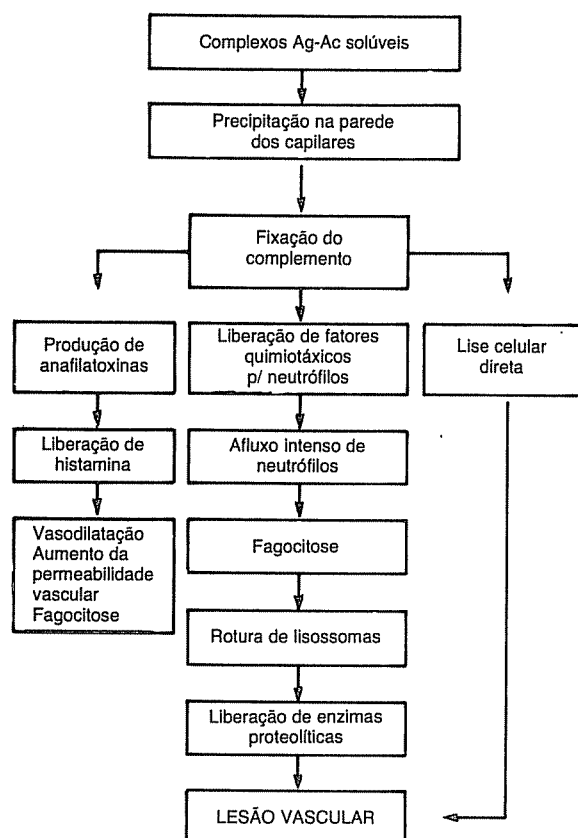 Complexos Ag-Ac solúveis
Precipitação na parede
dos capilares
Fixação do
complemento
Produção de
anafilatoxinas
Liberação de fatores
quimiotáxicos
p/ neutrófilos
Lise celular
direta
Liberação de
histamina
Afluxo intenso de
neutrófilos
Vasodilatação
Aumento da
permeabilidade
vascular
Fagocitose
Fagocitose
Rotura de lisossomas
Liberação de enzimas
proteolíticas
LESÃO VASCULAR